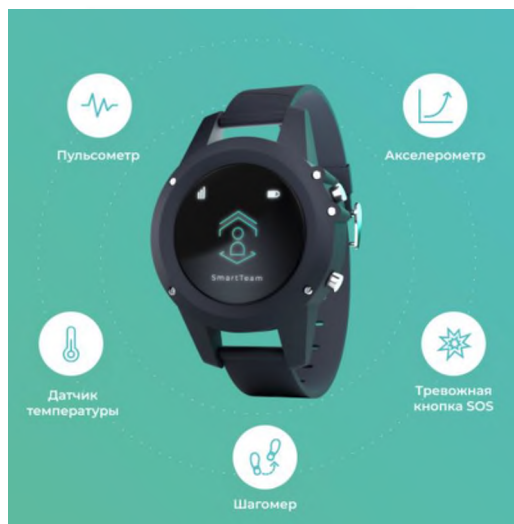 Пульсометр
Акселерометр
SmartTeam
Датчик
температуры
Тревожная
кнопка SOS
Шагомер